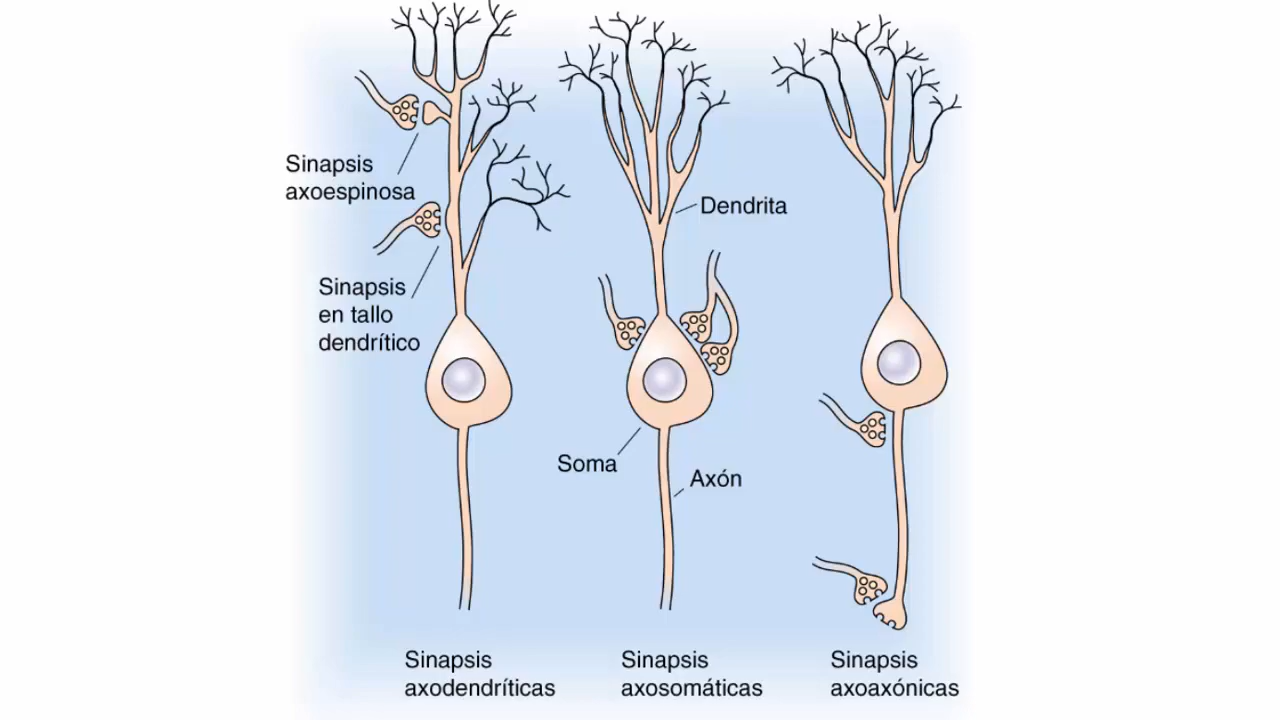 Sinapsis
axoespinosa
Dendrita
Sinapsis
en tallo
dendrítico
Soma
Axón
Sinapsis
axodendríticas
Sinapsis
axosomáticas
Sinapsis
axoaxónicas